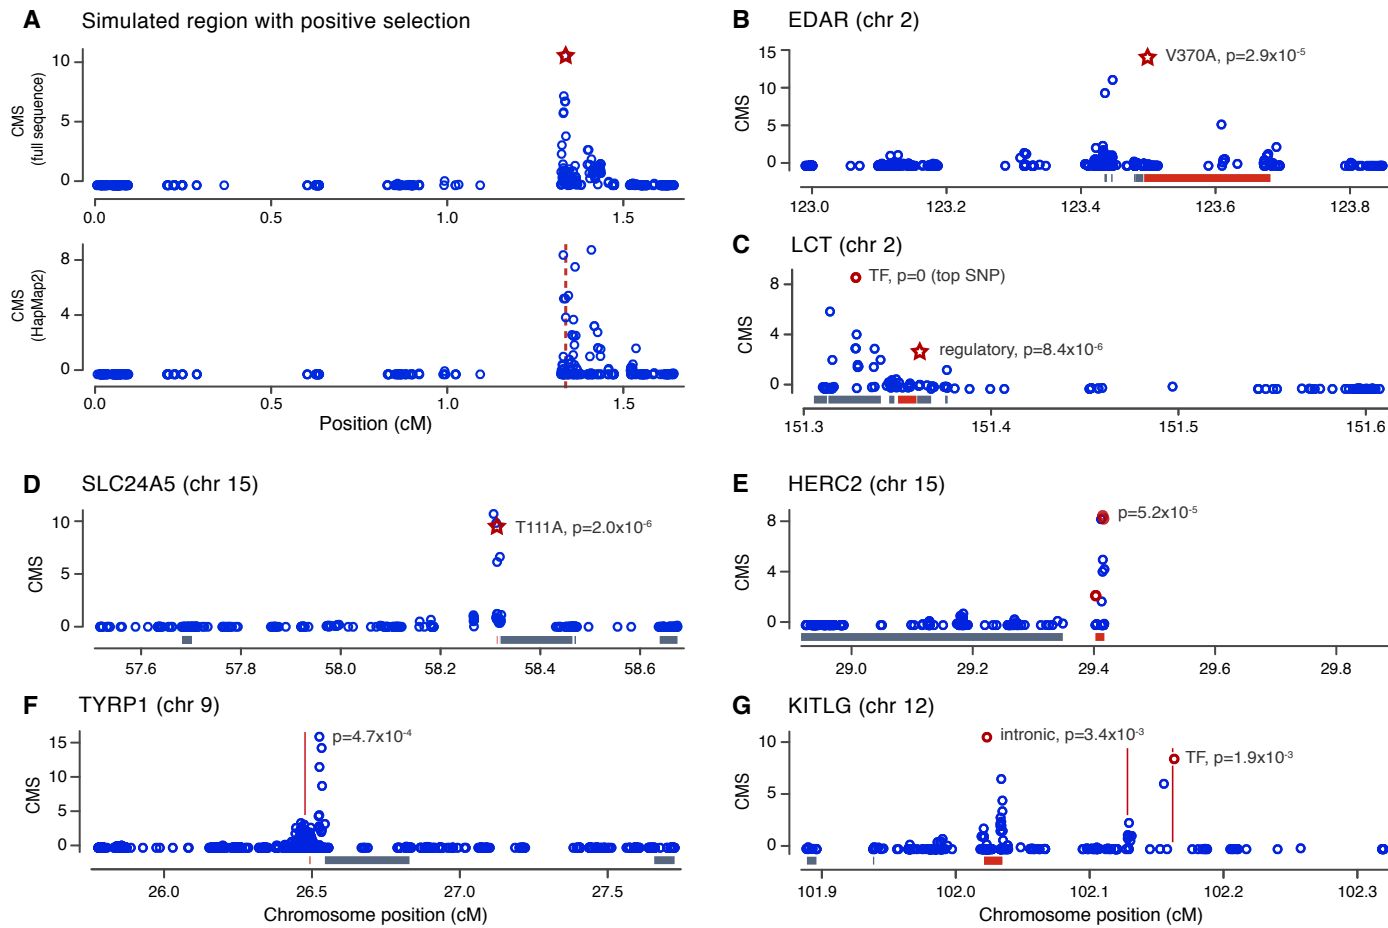 A Simulated region with positive selection
CMS
(full sequence)
10
5
0
0.0 0.5 1.0 1.5
CMS
(HapMap2)
8
4
0
0.0 0.5 1.0 1.5
Position (cM)
B EDAR (chr 2)
CMS
15
10
5
0
V370A, p=2.9x10-5
123.0 123.2 123.4 123.6 123.8
C LCT (chr 2)
CMS
8
4
0
TF, p=0 (top SNP)
regulatory, p=8.4x10-6
151.3 151.4 151.5 151.6
D SLC24A5 (chr 15)
CMS
10
5
0
T111A, p=2.0x10-6
57.6 57.8 58.0 58.2 58.4 58.6
E HERC2 (chr 15)
CMS
8
4
0
p=5.2x10-5
29.0 29.2 29.4 29.6 29.8
F TYRP1 (chr 9)
CMS
15
10
5
0
p=4.7x10-4
26.0 26.5 27.0 27.5
Chromosome position (cM)
G KITLG (chr 12)
CMS
10
5
0
intronic, p=3.4x10-3
TF, p=1.9x10-3
101.9 102.0 102.1 102.2 102.3
Chromosome position (cM)